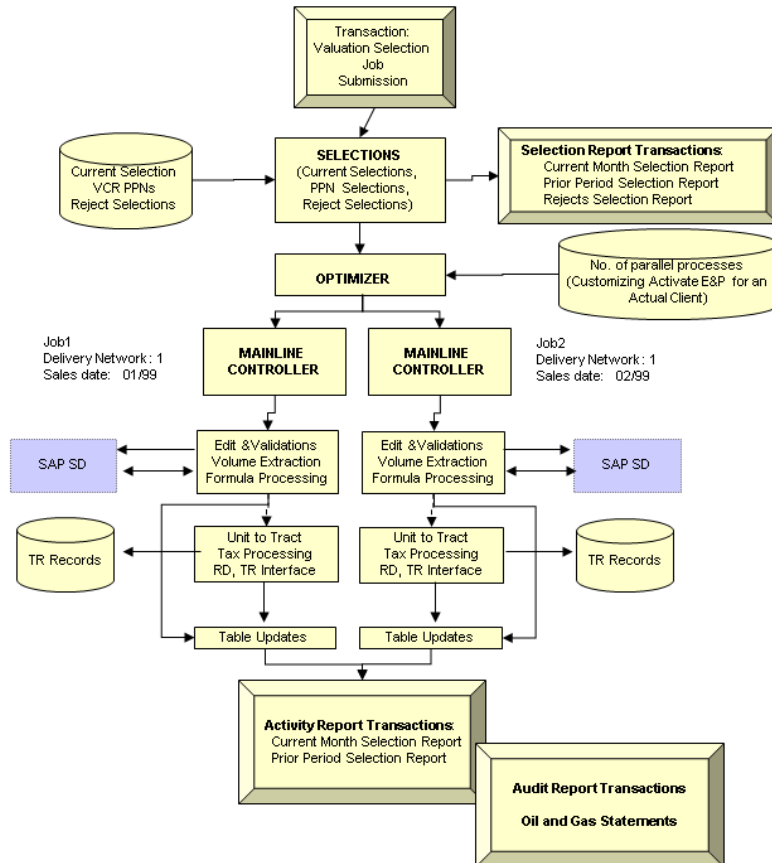 Transaction:
Valuation Selection
Job
Submission
Current Selection
VCR PPNs
Reject Selections
SELECTIONS
(Current Selections,
PPN Selections,
Reject Selections)
Selection Report Transactions:
Current Month Selection Report
Prior Period Selection Report
Rejects Selection Report
OPTIMIZER
No. of parallel processes
(Customizing Activate E&P for an
Actual Client)
Job1
Delivery Network : 1
Sales date: 01/99
MAINLINE
CONTROLLER
MAINLINE
CONTROLLER
Job2
Delivery Network : 1
Sales date: 02/99
SAP SD
Edit &Validations
Volume Extraction
Formula Processing
Edit & Validations
Volume Extraction
Formula Processing
SAP SD
TR Records
Unit to Tract
Tax Processing
RD, TR Interface
Unit to Tract
Tax Processing
RD, TR Interface
TR Records
Table Updates
Table Updates
Activity Report Transactions:
Current Month Selection Report
Prior Period Selection Report
Audit Report Transactions
Oil and Gas Statements